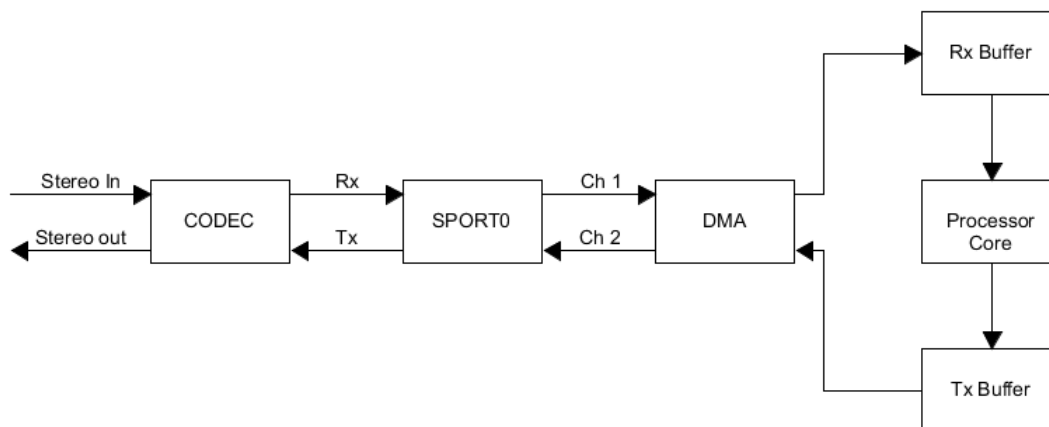 Rx Buffer
Stereo In
Rx
Ch 1
CODEC
SPORT0
DMA
Processor
Core
Stereo out
Tx
Ch 2
Tx Buffer